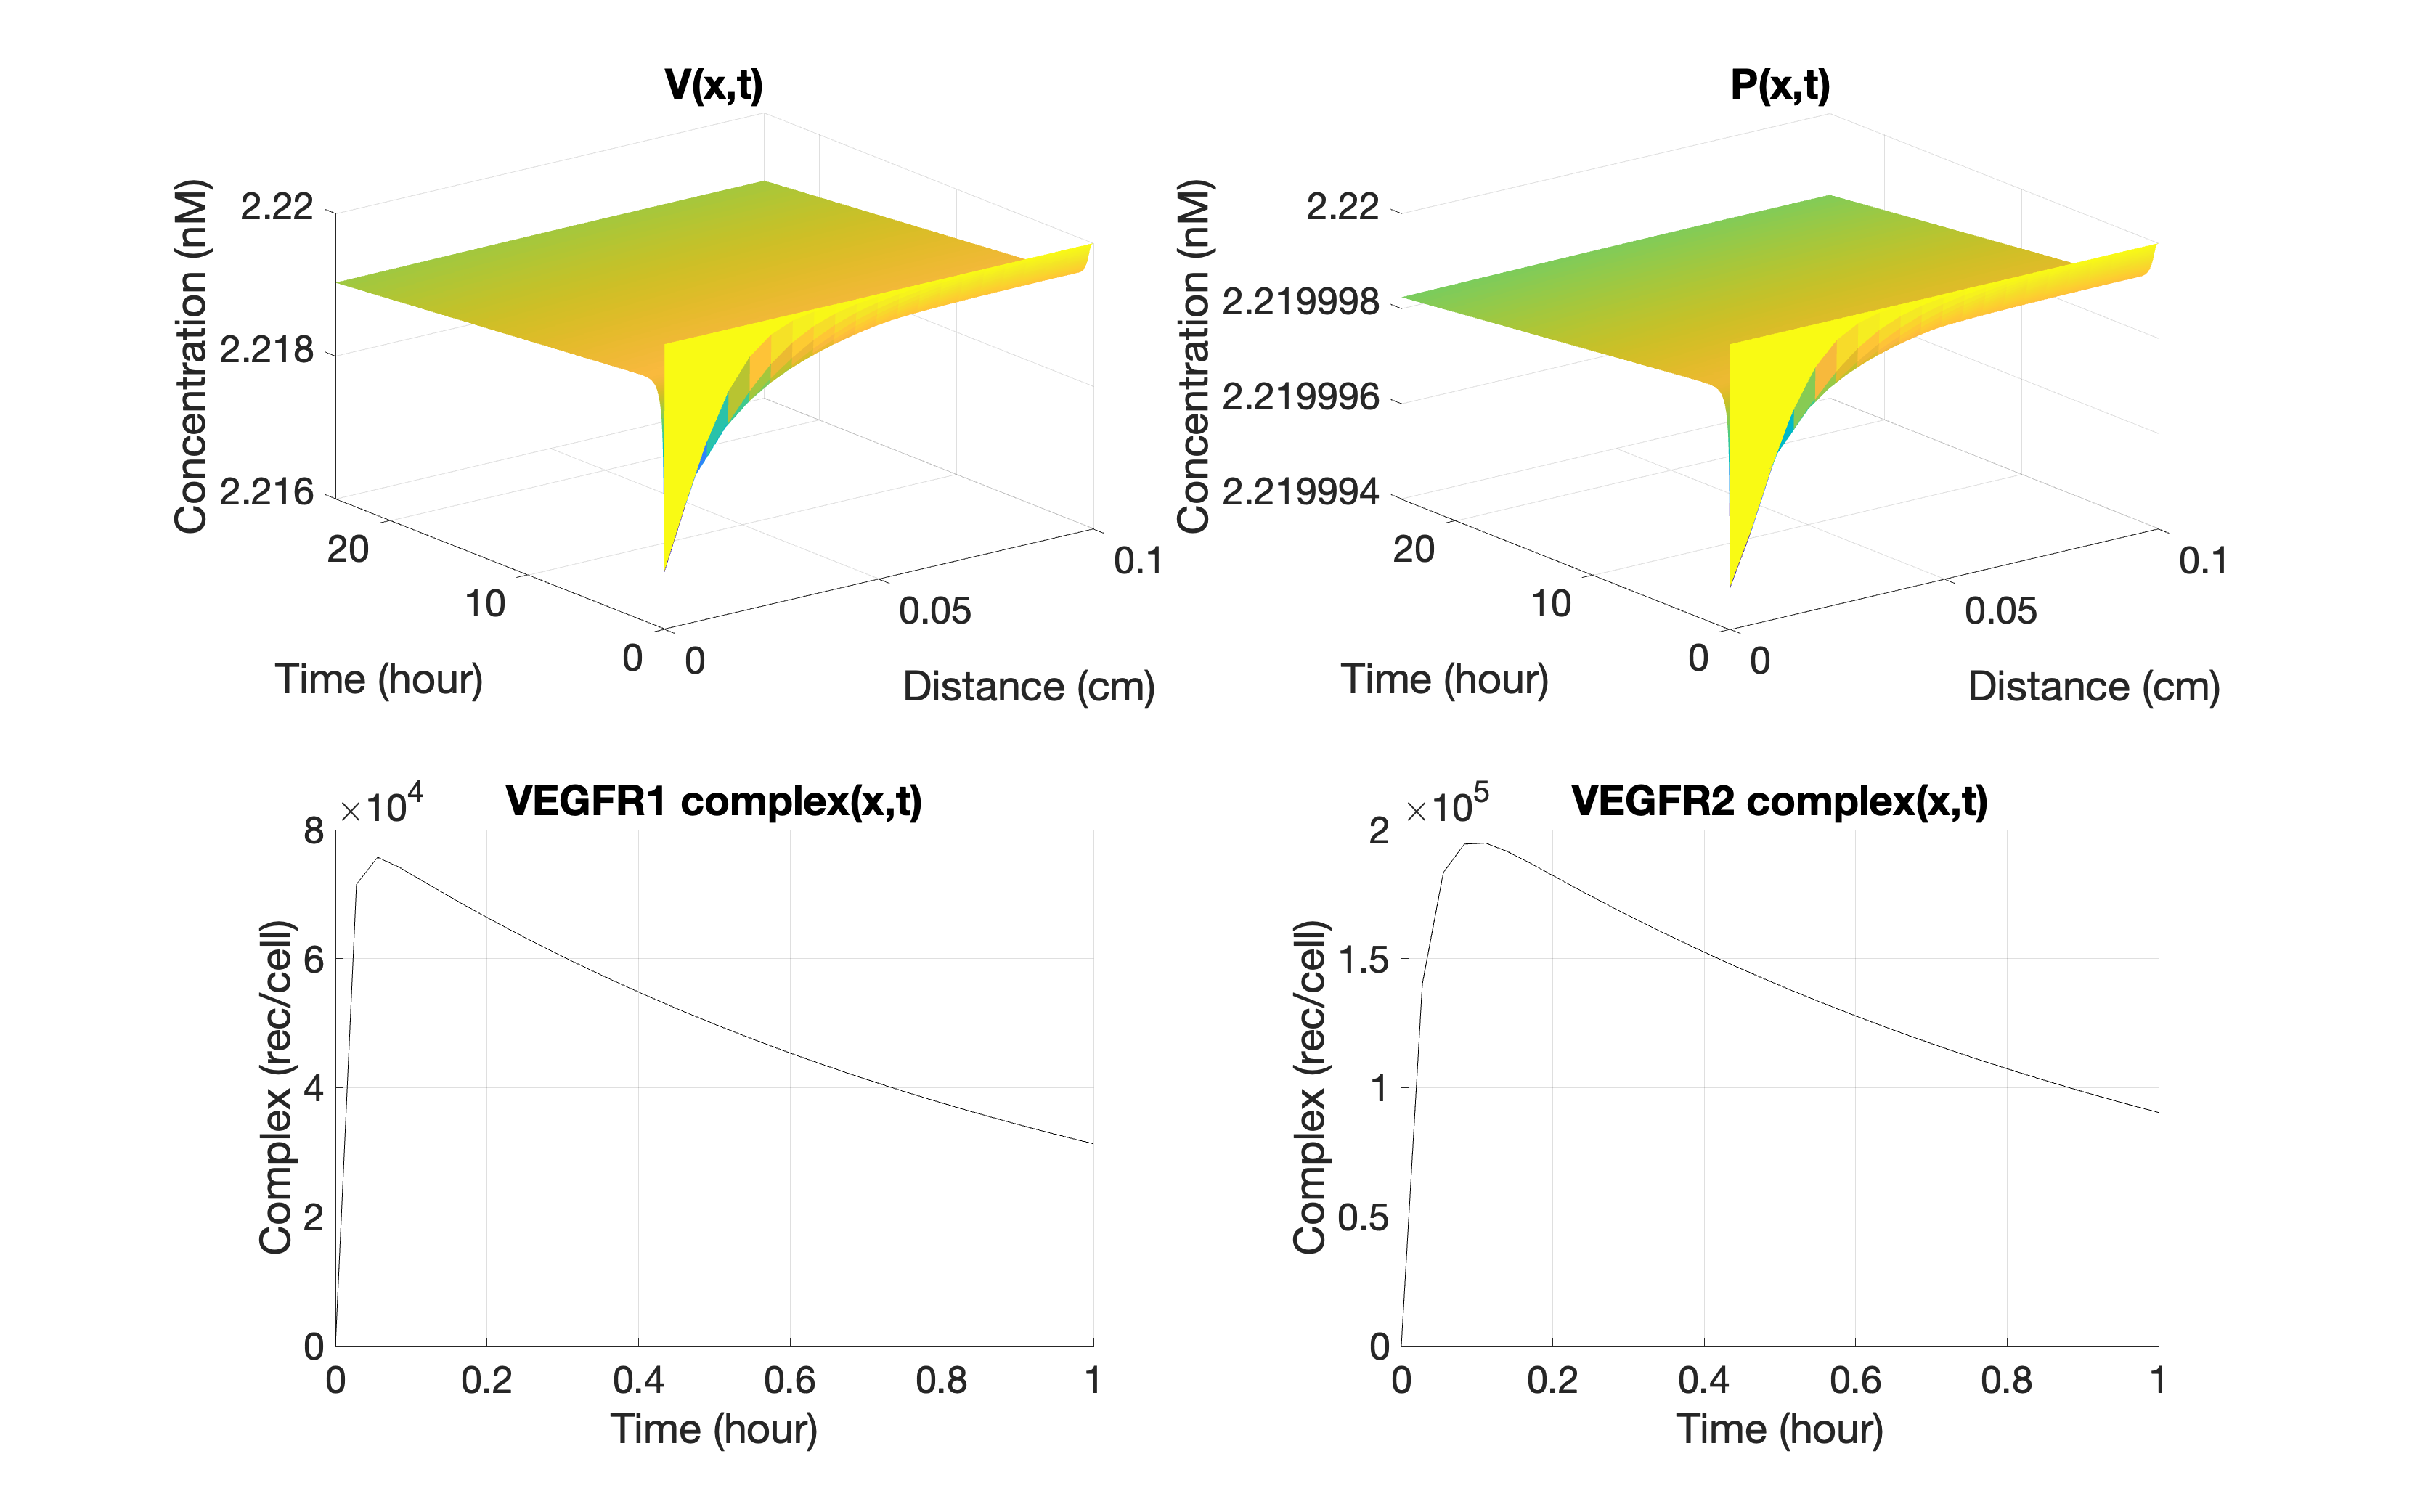 V(x,t)
Concentration (nM)
2.22
2.218
2.216
20
10
0
Time (hour)
0
0.05
0.1
Distance (cm)
P(x,t)
Concentration (nM)
2.22
2.219998
2.219996
2.219994
20
10
0
Time (hour)
0
0.05
0.1
Distance (cm)
VEGFR1 complex(x,t)
×10^4
Complex (rec/cell)
8
6
4
2
0
0 0.2 0.4 0.6 0.8 1
Time (hour)
VEGFR2 complex(x,t)
×10^5
Complex (rec/cell)
2
1.5
1
0.5
0
0 0.2 0.4 0.6 0.8 1
Time (hour)